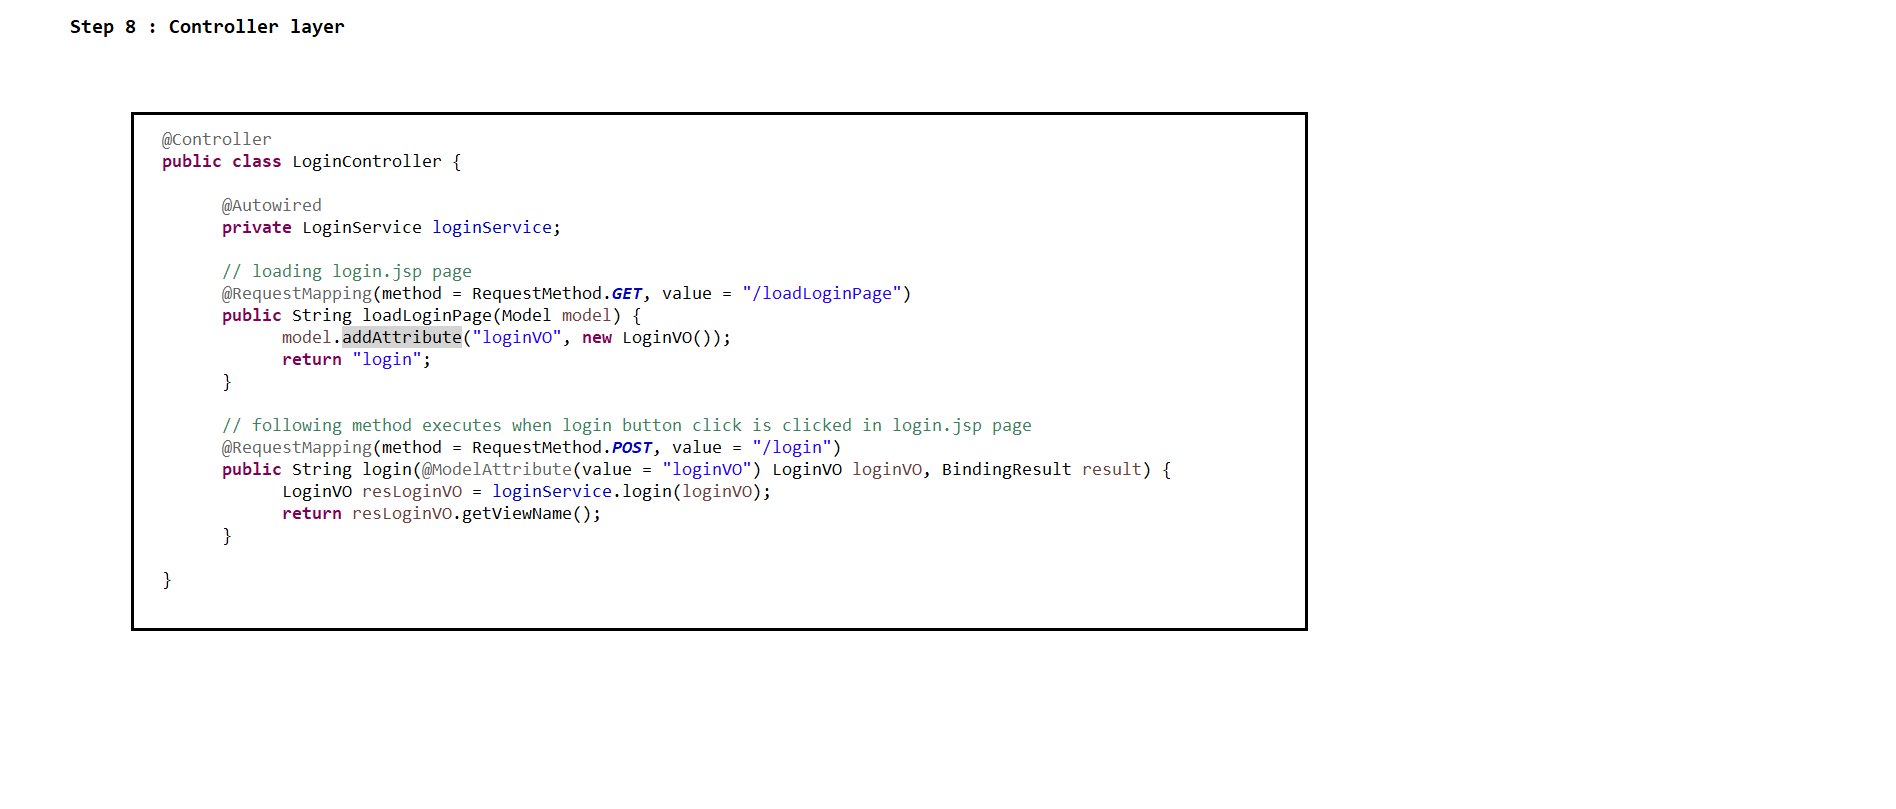 Step 8 : Controller layer
@Controller
public class LoginController {
@Autowired
private LoginService loginService;
// loading login.jsp page
@RequestMapping(method = RequestMethod.GET, value = "/loadLoginPage")
public String loadLoginPage(Model model) {
model.addAttribute("loginVO", new LoginVO());
return "login";
}
// following method executes when login button click is clicked in login.jsp page
@RequestMapping(method = RequestMethod.POST, value = "/login")
public String login(@ModelAttribute(value = "loginVO") LoginVO loginVO, BindingResult result) {
LoginVO resLoginVO = loginService.login(loginVO);
return resLoginVO.getViewName();
}
}